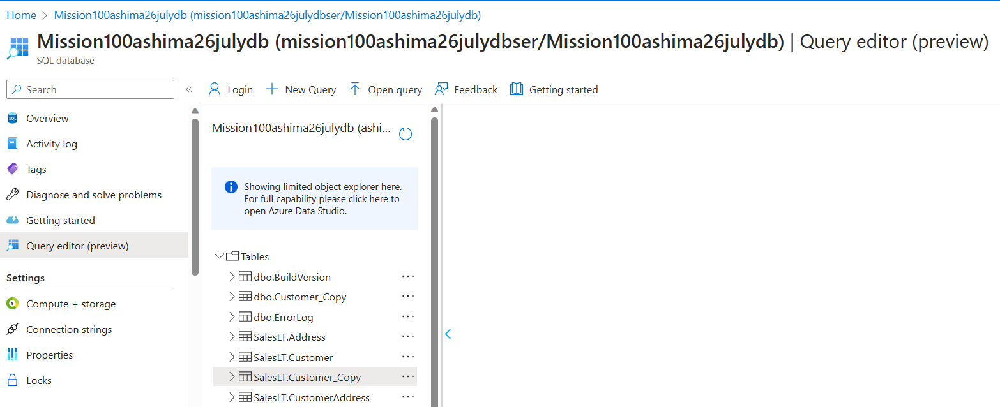 Home > Mission100ashima26julydb (mission100ashima26julydbser/Mission100ashima26julydb)
Mission100ashima26julydb (mission100ashima26julydbser/Mission100ashima26julydb) | Query editor (preview)
SQL database
Search
«
Login
New Query
Open query
Feedback
Getting started
Overview
Activity log
Tags
Diagnose and solve problems
Getting started
Query editor (preview)
Settings
Compute + storage
Connection strings
Properties
Locks
Mission100ashima26julydb (ashi...
Showing limited object explorer here.
For full capability please click here to
open Azure Data Studio.
Tables
dbo.BuildVersion ...
dbo.Customer_Copy ...
dbo.ErrorLog ...
SalesLT.Address ...
SalesLT.Customer ...
SalesLT.Customer_Copy ...
SalesLT.CustomerAddress ...